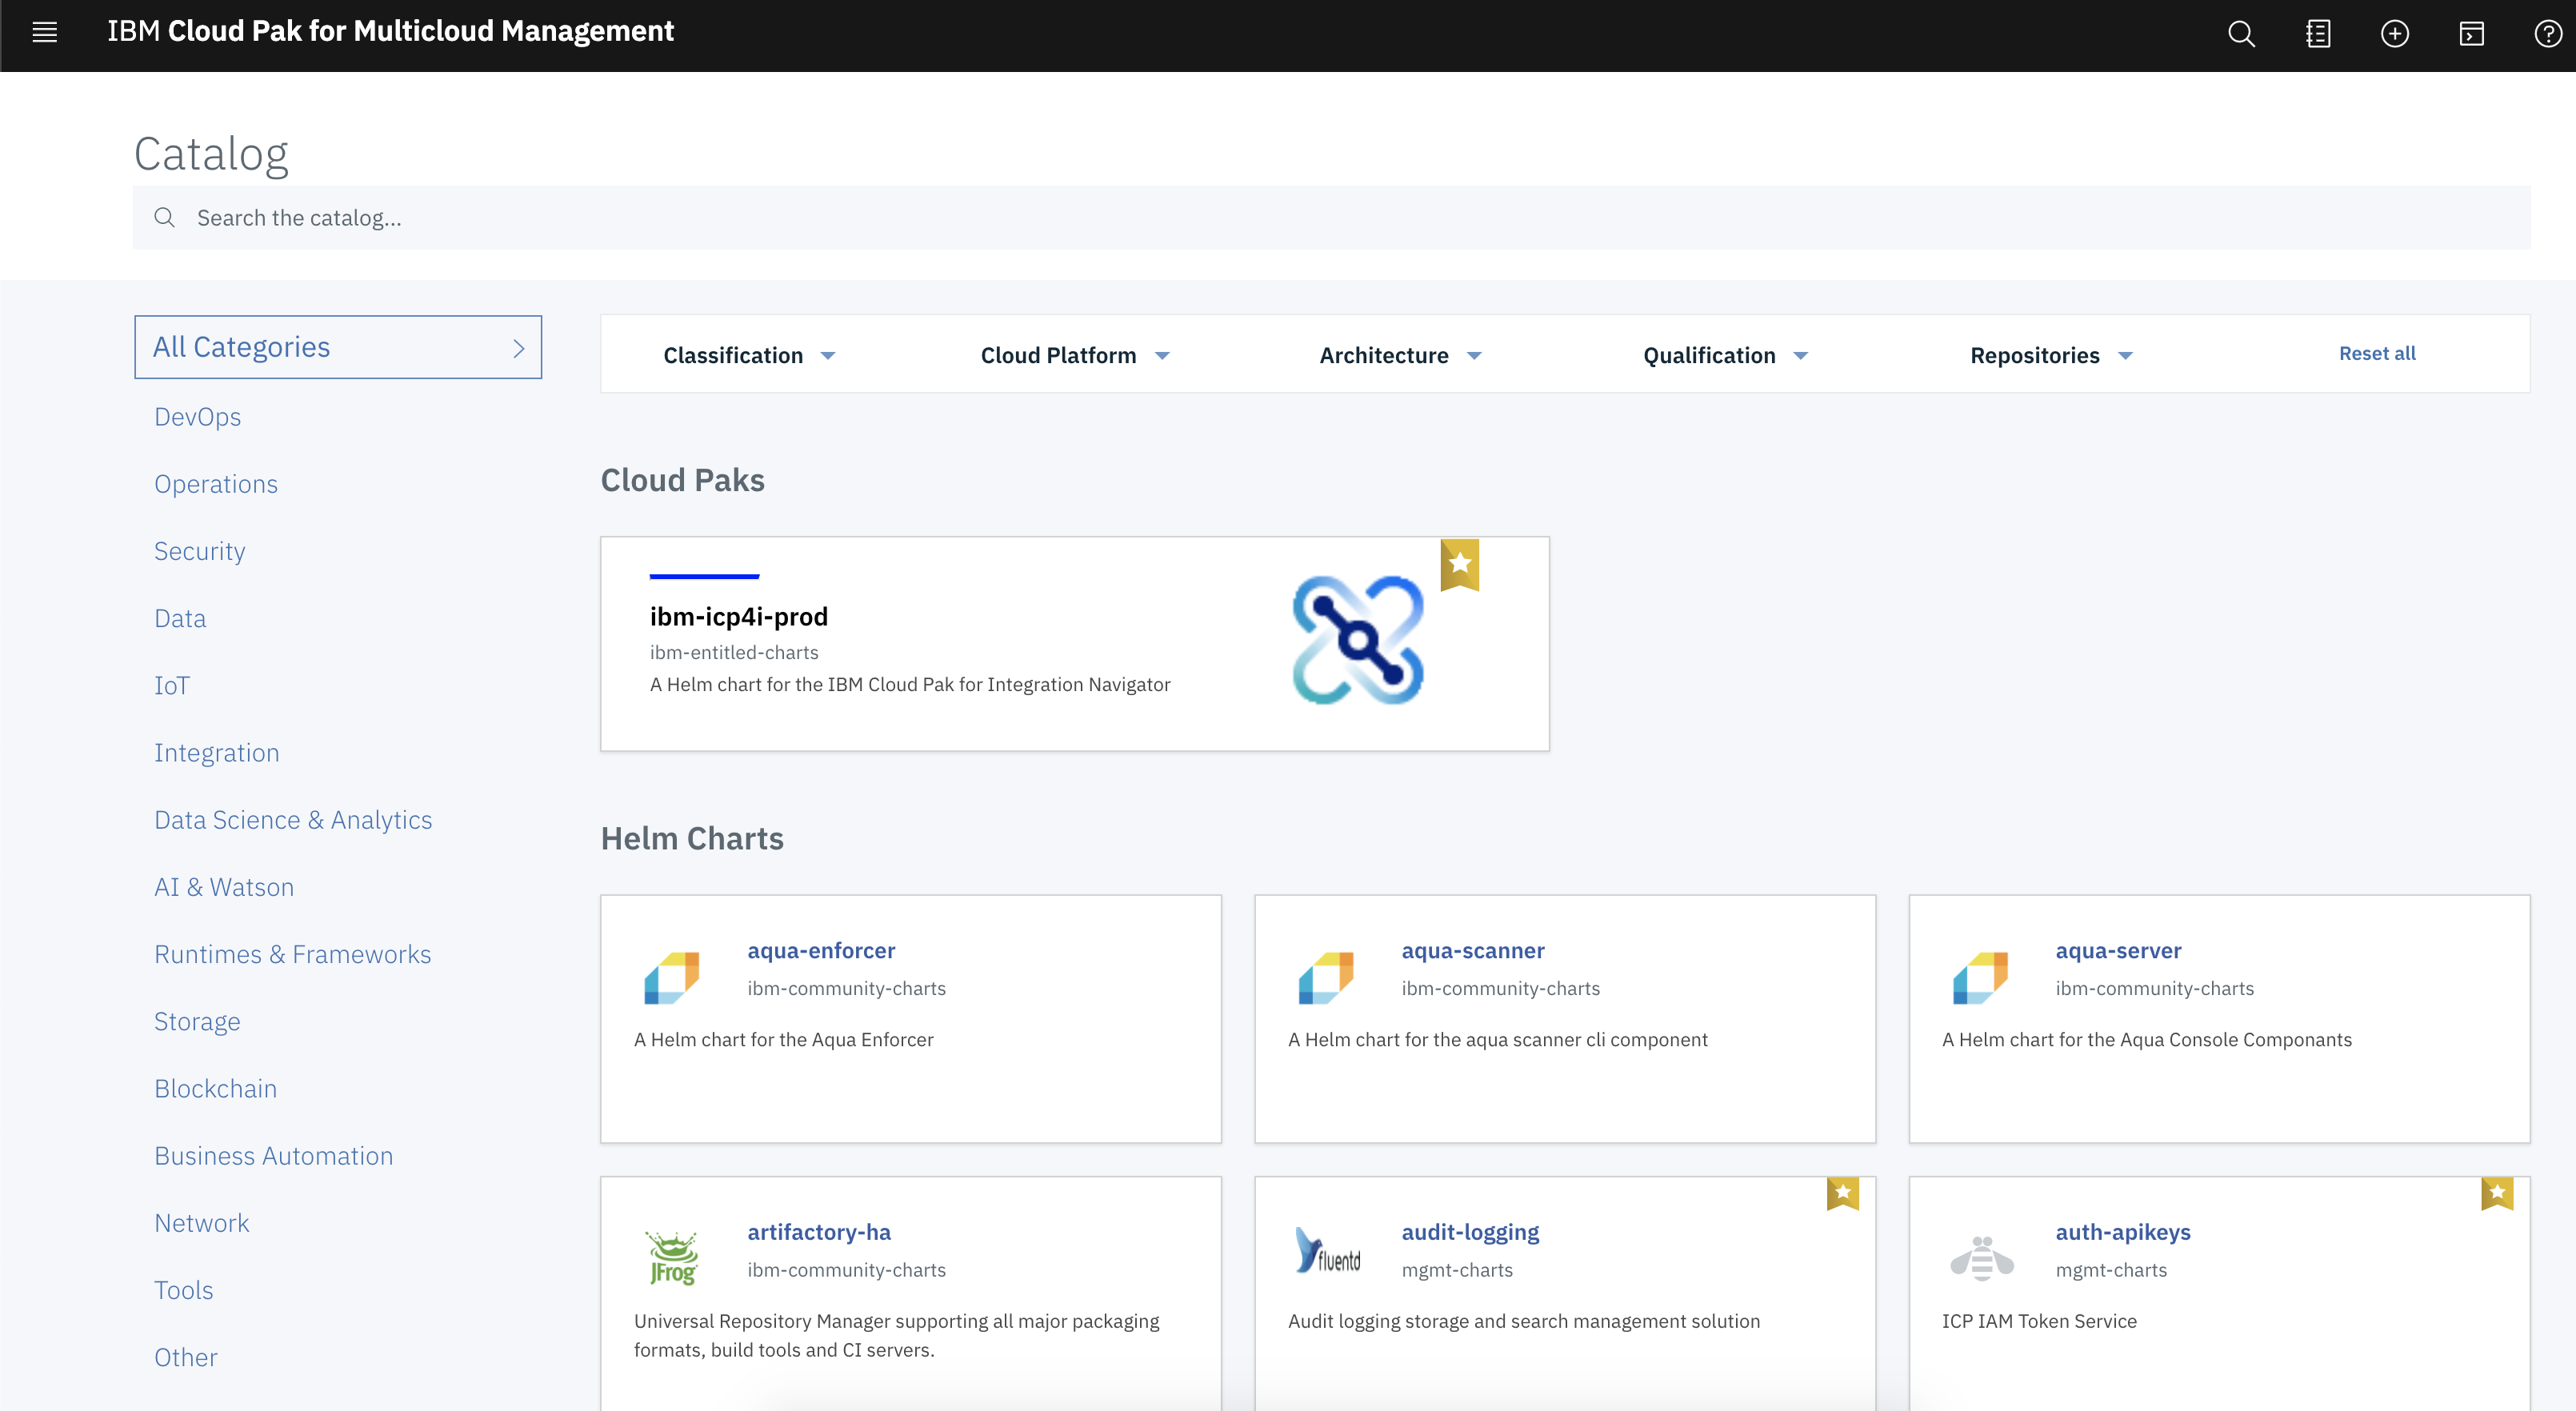 IBM Cloud Pak for Multicloud Management
Catalog
Search the catalog...
All Categories
DevOps
Operations
Security
Data
IoT
Integration
Data Science & Analytics
AI & Watson
Runtimes & Frameworks
Storage
Blockchain
Business Automation
Network
Tools
Other
Classification Cloud Platform Architecture Qualification Repositories Reset all
Cloud Paks
ibm-icp4i-prod
ibm-entitled-charts
A Helm chart for the IBM Cloud Pak for Integration Navigator
Helm Charts
aqua-enforcer
ibm-community-charts
A Helm chart for the Aqua Enforcer
aqua-scanner
ibm-community-charts
A Helm chart for the aqua scanner cli component
aqua-server
ibm-community-charts
A Helm chart for the Aqua Console Componants
JFrog
artifactory-ha
ibm-community-charts
Universal Repository Manager supporting all major packaging
formats, build tools and CI servers.
fluentd
audit-logging
mgmt-charts
Audit logging storage and search management solution
auth-apikeys
mgmt-charts
ICP IAM Token Service